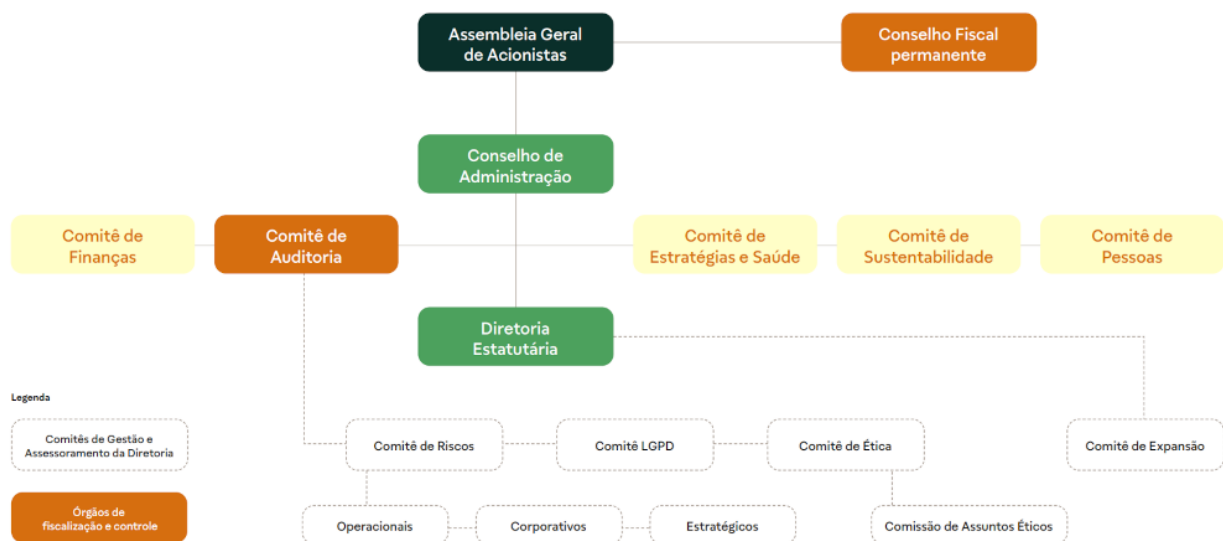 Assembleia Geral
de Acionistas
Conselho Fiscal
permanente
Conselho de
Administração
Comitê de
Finanças
Comitê de
Auditoria
Comitê de
Estratégias e Saúde
Comitê de
Sustentabilidade
Comitê de
Pessoas
Diretoria
Estatutária
Legenda
Comitês de Gestão e
Assessoramento da Diretoria
Comitê de Riscos
Comitê LGPD
Comitê de Ética
Comitê de Expansão
Órgãos de
fiscalização e controle
Operacionais
Corporativos
Estratégicos
Comissão de Assuntos Éticos